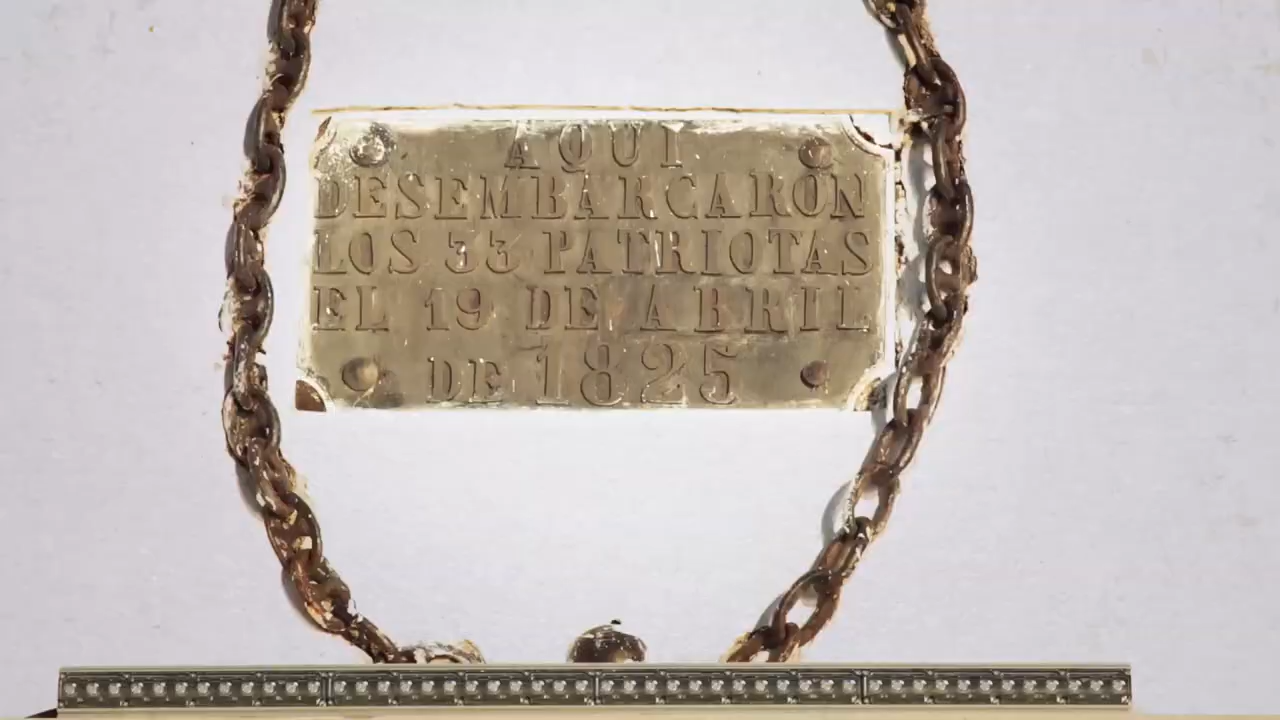 AQUI
DESEMBARCARON
LOS 33 PATRIOTAS
EL 19 DE ABRIL
DE 1825